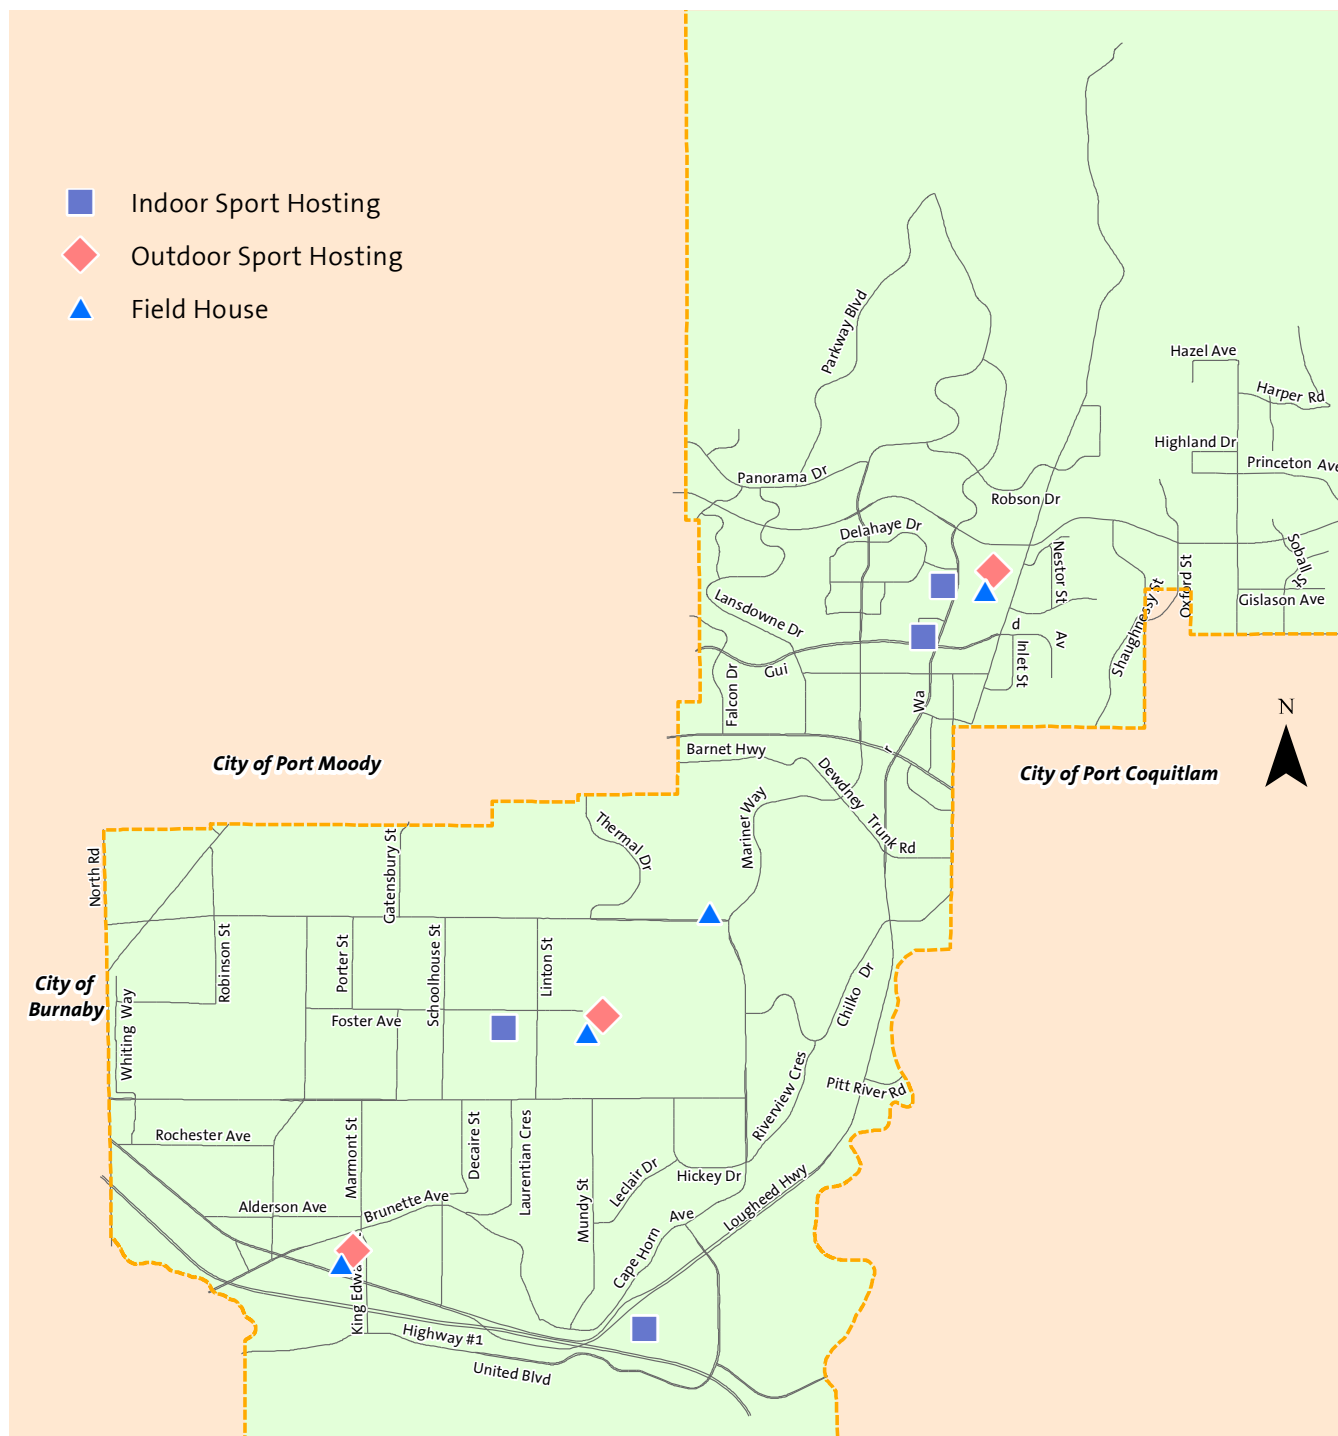 Indoor Sport Hosting
Outdoor Sport Hosting
Field House
Parkway Blvd
Hazel Ave
Harper Rd
Highland Dr
Princeton Ave
Panorama Dr
Robson Dr
Delahaye Dr
Nestor St
Soball St
Oxford St
Shaughnessy St
Gislason Ave
Lansdowne Dr
d
Av
Inlet St
Gui
Falcon Dr
Wa
r
N
City of Port Moody
Barnet Hwy
City of Port Coquitlam
Dewdney
Trunk Rd
Mariner Way
Thermal Dr
North Rd
Gatensbury St
Robinson St
Porter St
Schoolhouse St
Linton St
City of
Burnaby
Whiting Way
Foster Ave
Chilko Dr
Riverview Cres
Pitt River Rd
Rochester Ave
Marmont St
Decaire St
Laurentian Cres
Leclair Dr
Hickey Dr
Mundy St
Alderson Ave
Brunette Ave
Lougheed Hwy
Cape Horn Ave
King Edwa
Highway #1
United Blvd